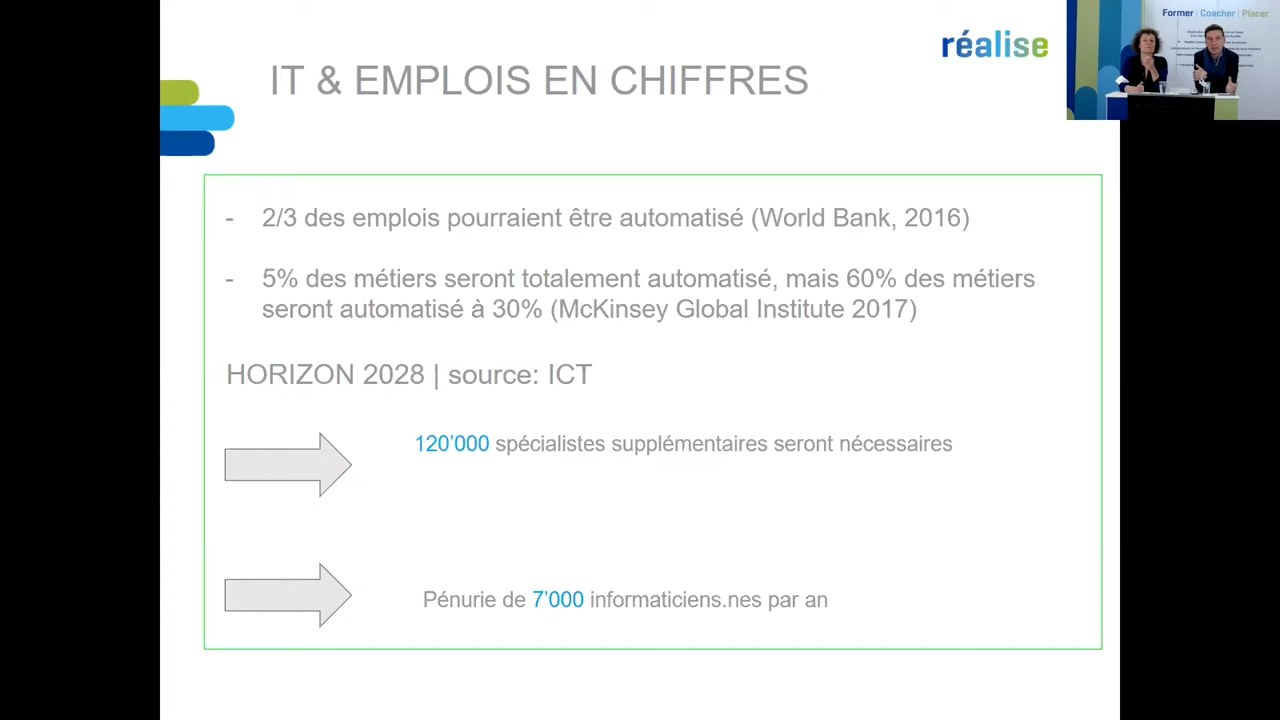 réalise
Former | Coacher | Placer
IT & EMPLOIS EN CHIFFRES
- 2/3 des emplois pourraient être automatisé (World Bank, 2016)
- 5% des métiers seront totalement automatisé, mais 60% des métiers
seront automatisé à 30% (McKinsey Global Institute 2017)
HORIZON 2028 | source: ICT
120’000 spécialistes supplémentaires seront nécessaires
Pénurie de 7’000 informaticiens.nes par an